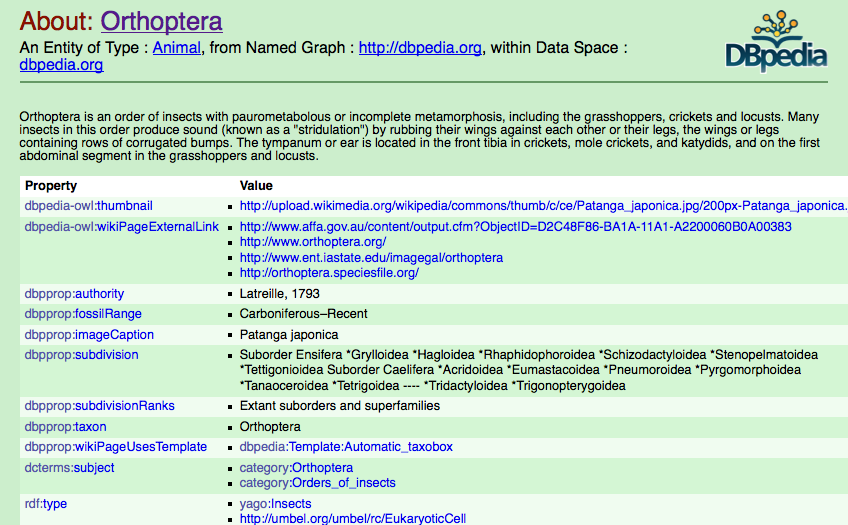 About: Orthoptera
An Entity of Type : Animal, from Named Graph : http://dbpedia.org, within Data Space :
dbpedia.org
DBpedia
Orthoptera is an order of insects with paurometabolous or incomplete metamorphosis, including the grasshoppers, crickets and locusts. Many
insects in this order produce sound (known as a "stridulation") by rubbing their wings against each other or their legs, the wings or legs
containing rows of corrugated bumps. The tympanum or ear is located in the front tibia in crickets, mole crickets, and katydids, and on the first
abdominal segment in the grasshoppers and locusts.
Property Value
dbpedia-owl:thumbnail ▪ http://upload.wikimedia.org/wikipedia/commons/thumb/c/ce/Patanga_japonica.jpg/200px-Patanga_japonica.
dbpedia-owl:wikiPageExternalLink ▪ http://www.affa.gov.au/content/output.cfm?ObjectID=D2C48F86-BA1A-11A1-A2200060B0A00383
▪ http://www.orthoptera.org/
▪ http://www.ent.iastate.edu/imagegal/orthoptera
▪ http://orthoptera.speciesfile.org/
dbpprop:authority ▪ Latreille, 1793
dbpprop:fossilRange ▪ Carboniferous–Recent
dbpprop:imageCaption ▪ Patanga japonica
dbpprop:subdivision ▪ Suborder Ensifera *Grylloidea *Hagloidea *Rhaphidophoroidea *Schizodactyloidea *Stenopelmatoidea
*Tettigonioidea Suborder Caelifera *Acridoidea *Eumastacoidea *Pneumoroidea *Pyrgomorphoidea
*Tanaoceroidea *Tetrigoidea ---- *Tridactyloidea *Trigonopterygoidea
dbpprop:subdivisionRanks ▪ Extant suborders and superfamilies
dbpprop:taxon ▪ Orthoptera
dbpprop:wikiPageUsesTemplate ▪ dbpedia:Template:Automatic_taxobox
dcterms:subject ▪ category:Orthoptera
▪ category:Orders_of_insects
rdf:type ▪ yago:Insects
▪ http://umbel.org/umbel/rc/EukaryoticCell